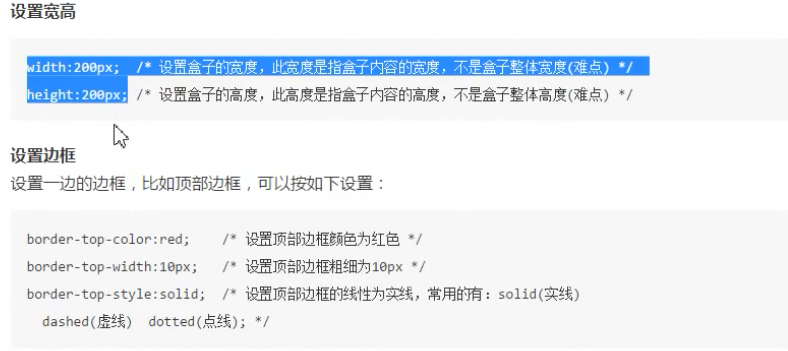 设置宽高
width:200px;  /* 设置盒子的宽度，此宽度是指盒子内容的宽度，不是盒子整体宽度(难点) */
height:200px; /* 设置盒子的高度，此高度是指盒子内容的高度，不是盒子整体高度(难点) */
设置边框
设置一边的边框，比如顶部边框，可以按如下设置：
border-top-color:red;    /* 设置顶部边框颜色为红色 */
border-top-width:10px;   /* 设置顶部边框粗细为10px */
border-top-style:solid;  /* 设置顶部边框的线性为实线，常用的有：solid(实线)
  dashed(虚线)  dotted(点线); */